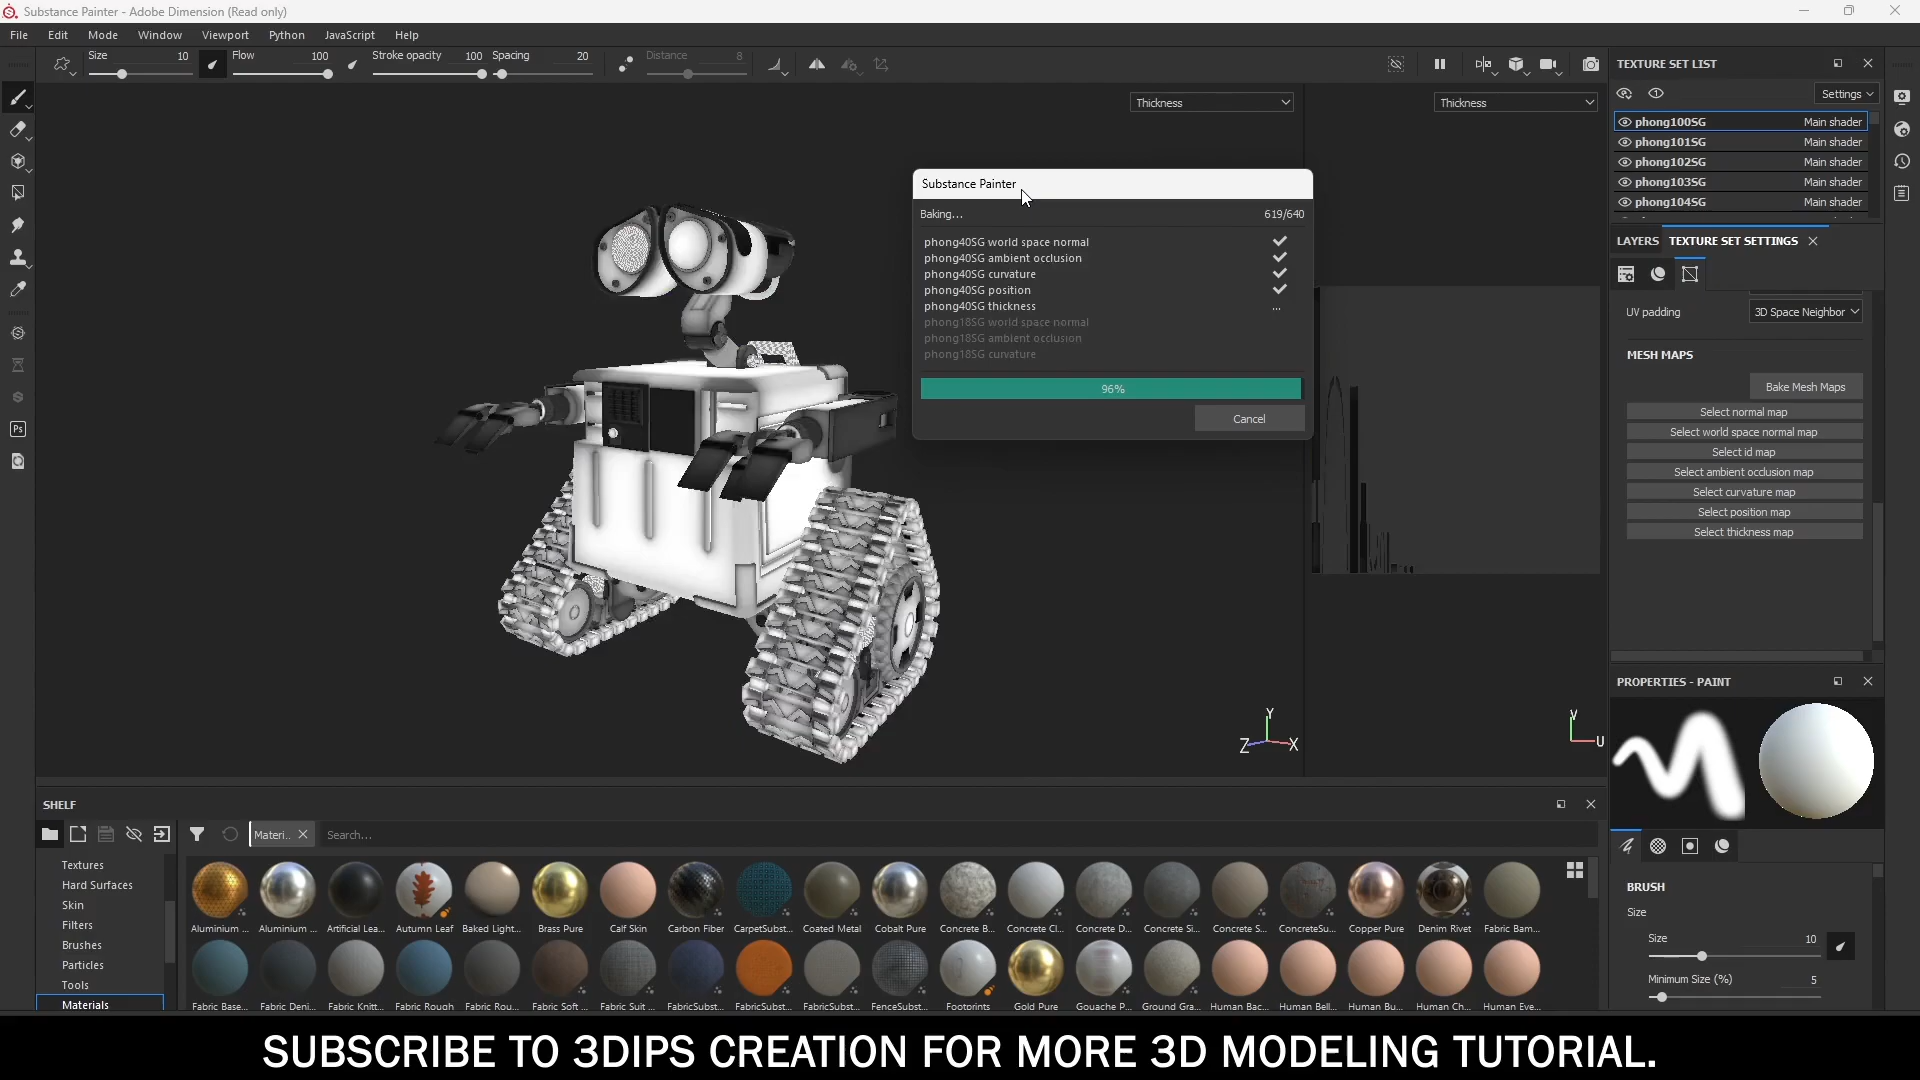 Substance Painter - Adobe Dimension (Read only)
File Edit Mode Window Viewport Python JavaScript Help
Size 10 Flow 100 Stroke opacity 100 Spacing 20 Distance 8
Thickness
Thickness
Substance Painter
Baking... 619/640
phong40SG world space normal
phong40SG ambient occlusion
phong40SG curvature
phong40SG position
phong40SG thickness ...
phong18SG world space normal
phong18SG ambient occlusion
phong18SG curvature
96%
Cancel
Y
Z X
V
U
TEXTURE SET LIST
Settings
phong100SG Main shader
phong101SG Main shader
phong102SG Main shader
phong103SG Main shader
phong104SG Main shader
LAYERS TEXTURE SET SETTINGS
UV padding 3D Space Neighbor
MESH MAPS
Bake Mesh Maps
Select normal map
Select world space normal map
Select id map
Select ambient occlusion map
Select curvature map
Select position map
Select thickness map
PROPERTIES - PAINT
BRUSH
Size
Size 10
Minimum Size (%) 5
Ps
SHELF
Materi... Search...
Textures
Hard Surfaces
Skin
Filters
Brushes
Particles
Tools
Materials
Aluminium ... Aluminium ... Artificial Lea... Autumn Leaf Baked Light... Brass Pure Calf Skin Carbon Fiber CarpetSubst... Coated Metal Cobalt Pure Concrete B... Concrete Cl... Concrete D... Concrete Si... Concrete S... ConcreteSu... Copper Pure Denim Rivet Fabric Bam...
Fabric Base... Fabric Deni... Fabric Knitt... Fabric Rough Fabric Rou... Fabric Soft ... Fabric Suit ... FabricSubst... FabricSubst... FabricSubst... FenceSubst... Footprints Gold Pure Gouache P... Ground Gra... Human Bac... Human Bell... Human Bu... Human Ch... Human Eye...
SUBSCRIBE TO 3DIPS CREATION FOR MORE 3D MODELING TUTORIAL.